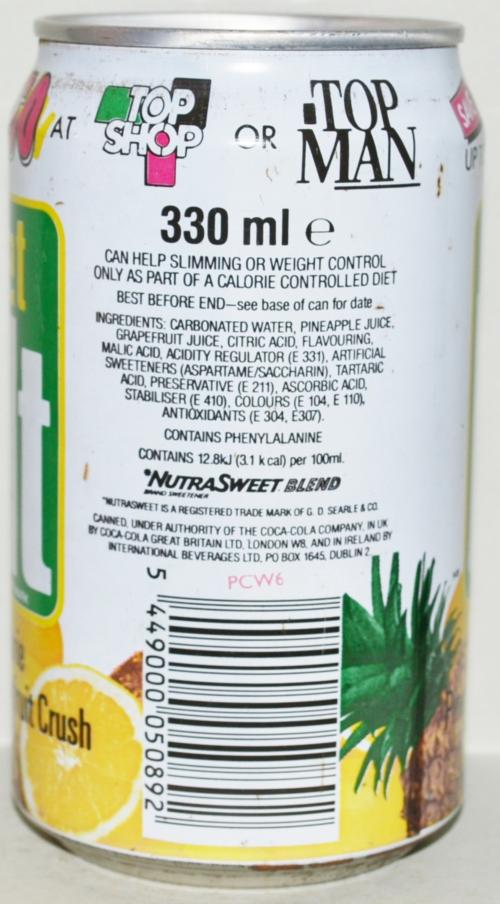 AT TOP SHOP OR TOP MAN
330 ml e
CAN HELP SLIMMING OR WEIGHT CONTROL
ONLY AS PART OF A CALORIE CONTROLLED DIET
BEST BEFORE END—see base of can for date
INGREDIENTS: CARBONATED WATER, PINEAPPLE JUICE,
GRAPEFRUIT JUICE, CITRIC ACID, FLAVOURING,
MALIC ACID, ACIDITY REGULATOR (E 331), ARTIFICIAL
SWEETENERS (ASPARTAME/SACCHARIN), TARTARIC
ACID, PRESERVATIVE (E 211), ASCORBIC ACID,
STABILISER (E 410), COLOURS (E 104, E 110),
ANTIOXIDANTS (E 304, E307).
CONTAINS PHENYLALANINE
CONTAINS 12.8kJ (3.1 k cal) per 100ml.
*NUTRASWEET BLEND
BRAND SWEETENER
*NUTRASWEET IS A REGISTERED TRADE MARK OF G. D. SEARLE & CO.
CANNED, UNDER AUTHORITY OF THE COCA-COLA COMPANY, IN UK
BY COCA-COLA GREAT BRITAIN LTD, LONDON W8, AND IN IRELAND BY
INTERNATIONAL BEVERAGES LTD, PO BOX 1645, DUBLIN 2
PCW6
5 449000 050892
Crush